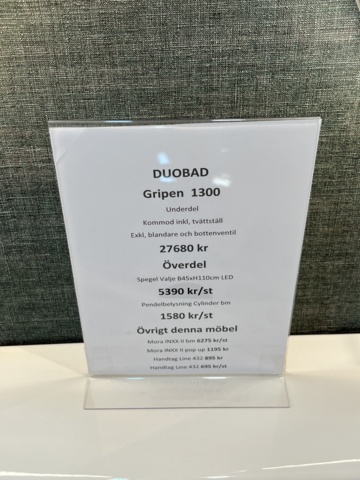 DUOBAD
Gripen 1300
Underdel
Kommod inkl, tvättställ
Exkl, blandare och bottenventil
27680 kr
Överdel
Spegel Valje B45xH110cm LED
5390 kr/st
Pendelbelysning Cylinder bm
1580 kr/st
Övrigt denna möbel
Mora INXX II bm 6275 kr/st
Mora INXX II pop up 1195 kr
Handtag Line 432 895 kr
Handtag Line 432 695 kr/st